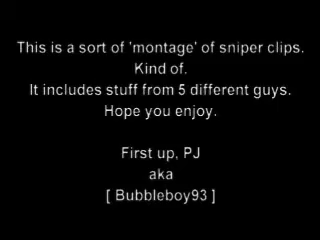 This is a sort of 'montage' of sniper clips.
Kind of.
It includes stuff from 5 different guys.
Hope you enjoy.
First up, PJ
aka
[ Bubbleboy93 ]